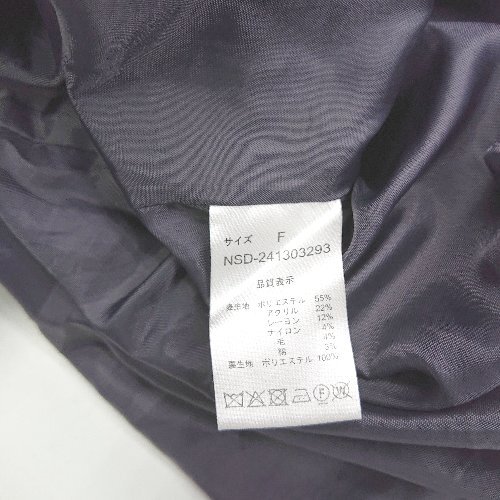 サイズ F
NSD-241303293
品質表示
表生地 ポリエステル 55%
アクリル 22%
レーヨン 12%
ナイロン 4%
毛 4%
綿 3%
裏生地 ポリエステル 100%